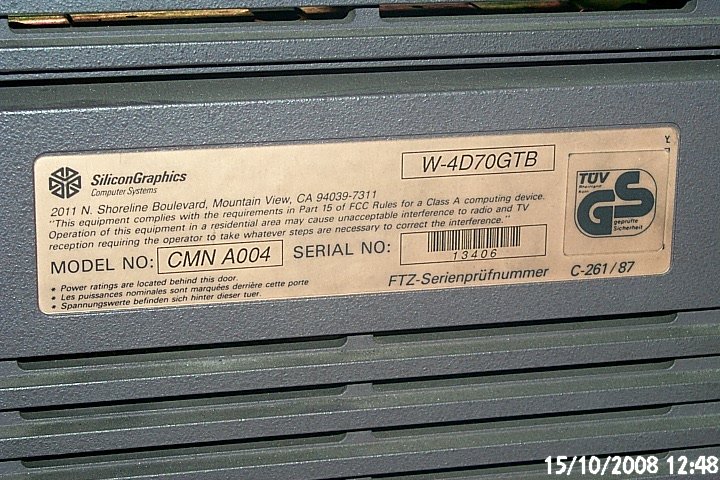 SiliconGraphics
Computer Systems
W-4D70GTB
2011 N. Shoreline Boulevard, Mountain View, CA 94039-7311
"This equipment complies with the requirements in Part 15 of FCC Rules for a Class A computing device.
Operation of this equipment in a residential area may cause unacceptable interference to radio and TV
reception requiring the operator to take whatever steps are necessary to correct the interference."
MODEL NO: CMN A004 SERIAL NO: 13406
• Power ratings are located behind this door.
• Les puissances nominales sont marquées derrière cette porte
• Spannungswerte befinden sich hinter dieser tuer.
FTZ-Serienprüfnummer C-261/87
TÜV
Rheinland
GS
geprüfte
Sicherheit
15/10/2008 12:48